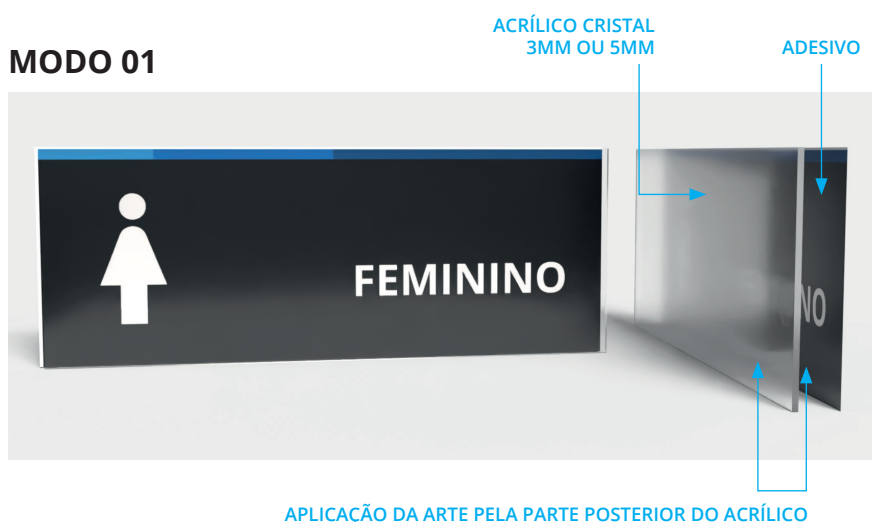 MODO 01
ACRÍLICO CRISTAL
3MM OU 5MM
ADESIVO
FEMININO
NO
APLICAÇÃO DA ARTE PELA PARTE POSTERIOR DO ACRÍLICO